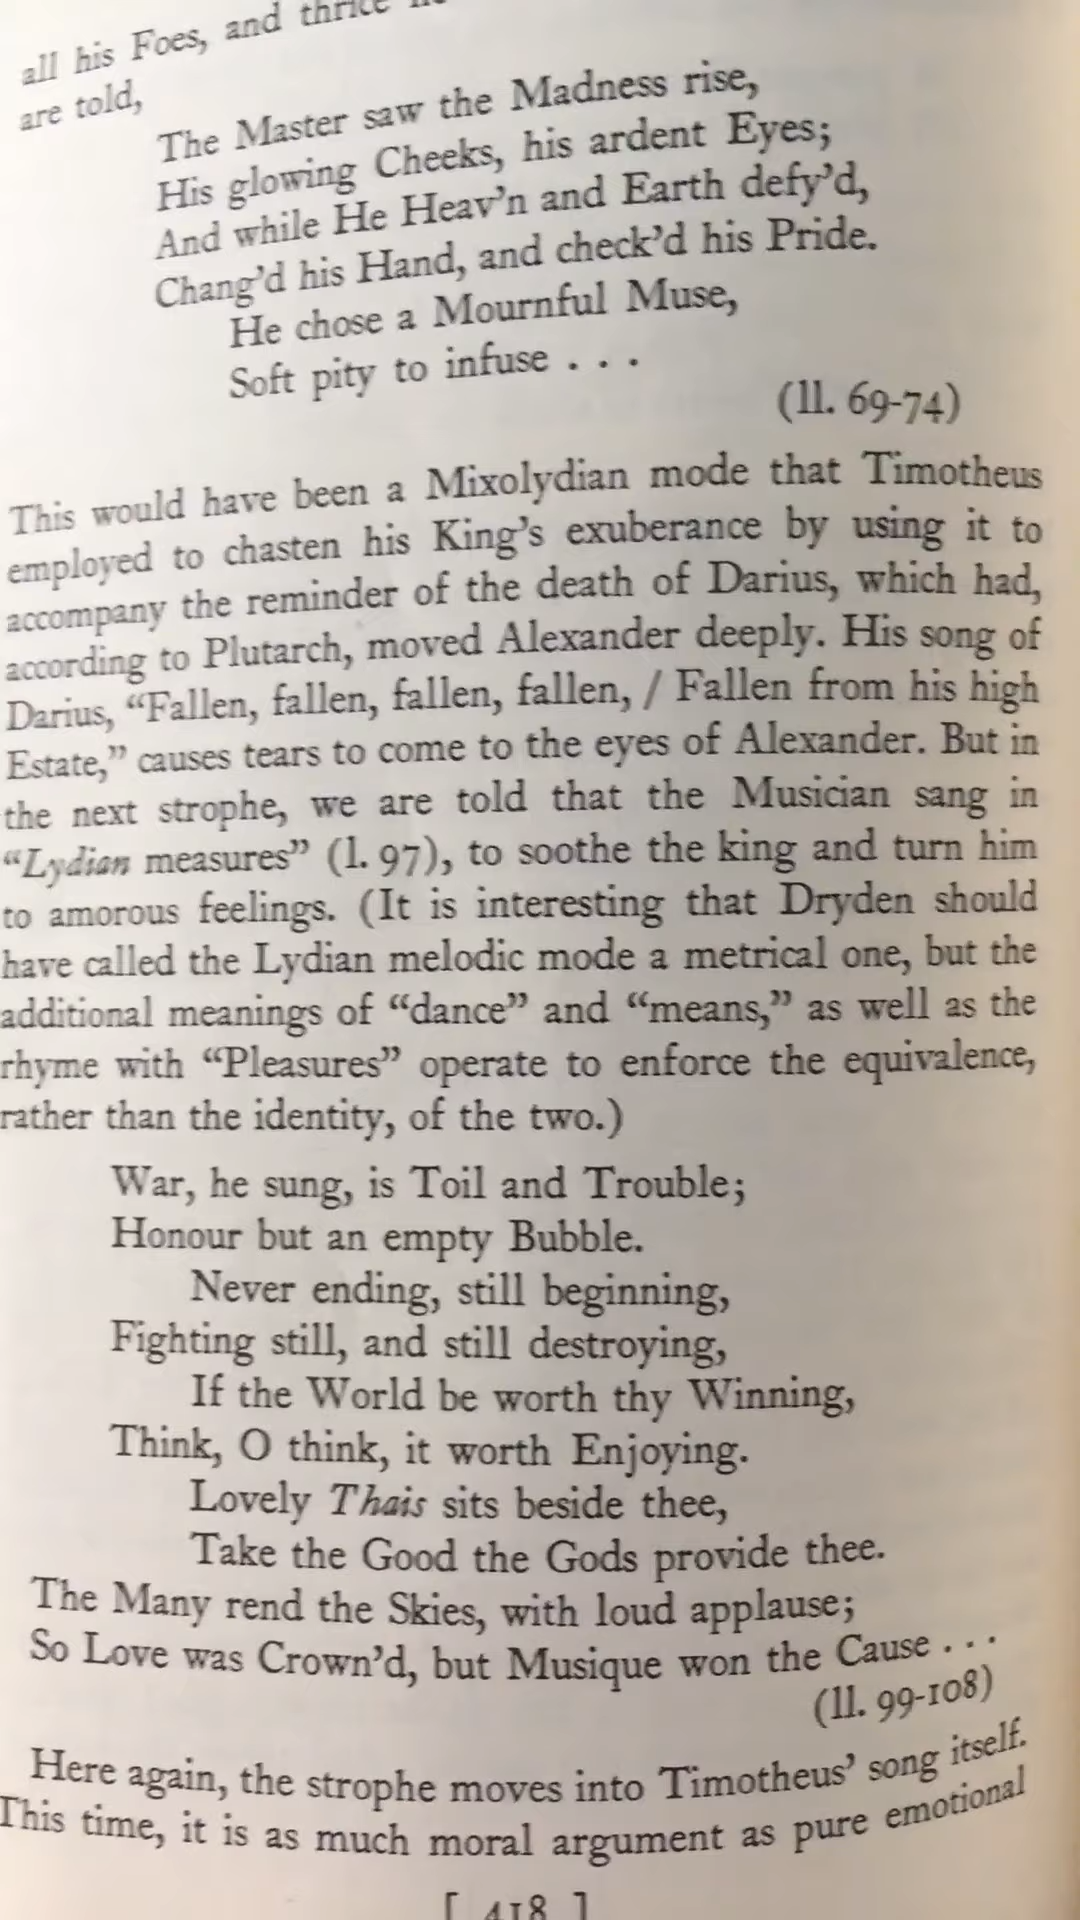 all his Foes, and thrice
are told,
The Master saw the Madness rise,
His glowing Cheeks, his ardent Eyes;
And while He Heav'n and Earth defy'd,
Chang'd his Hand, and check'd his Pride.
He chose a Mournful Muse,
Soft pity to infuse . . .
(ll. 69-74)
This would have been a Mixolydian mode that Timotheus
employed to chasten his King's exuberance by using it to
accompany the reminder of the death of Darius, which had,
according to Plutarch, moved Alexander deeply. His song of
Darius, “Fallen, fallen, fallen, fallen, / Fallen from his high
Estate,” causes tears to come to the eyes of Alexander. But in
the next strophe, we are told that the Musician sang in
“Lydian measures” (l. 97), to soothe the king and turn him
to amorous feelings. (It is interesting that Dryden should
have called the Lydian melodic mode a metrical one, but the
additional meanings of “dance” and “means,” as well as the
rhyme with “Pleasures” operate to enforce the equivalence,
rather than the identity, of the two.)
War, he sung, is Toil and Trouble;
Honour but an empty Bubble.
Never ending, still beginning,
Fighting still, and still destroying,
If the World be worth thy Winning,
Think, O think, it worth Enjoying.
Lovely Thais sits beside thee,
Take the Good the Gods provide thee.
The Many rend the Skies, with loud applause;
So Love was Crown'd, but Musique won the Cause . . .
(ll. 99-108)
Here again, the strophe moves into Timotheus' song itself.
This time, it is as much moral argument as pure emotional
[ 418 ]